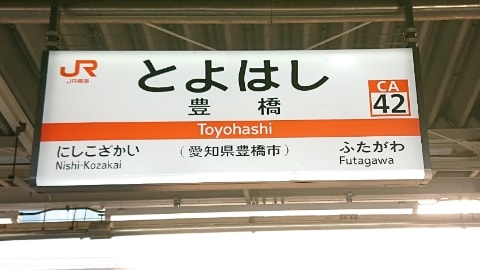 JR
JR東海
とよはし
豊橋
CA
42
Toyohashi
にしこざかい
Nishi-Kozakai
(愛知県豊橋市)
ふたがわ
Futagawa